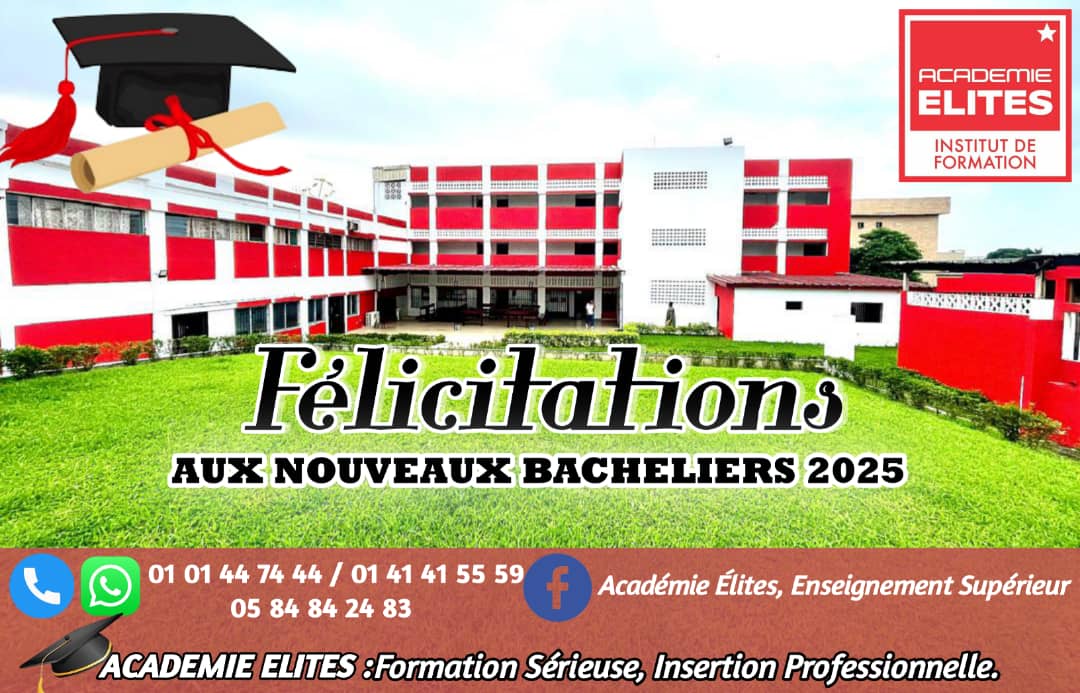 ACADEMIE
ELITES
INSTITUT DE
FORMATION
Félicitations
AUX NOUVEAUX BACHELIERS 2025
01 01 44 74 44 / 01 41 41 55 59
05 84 84 24 83
Académie Élites, Enseignement Supérieur
ACADEMIE ELITES :Formation Sérieuse, Insertion Professionnelle.